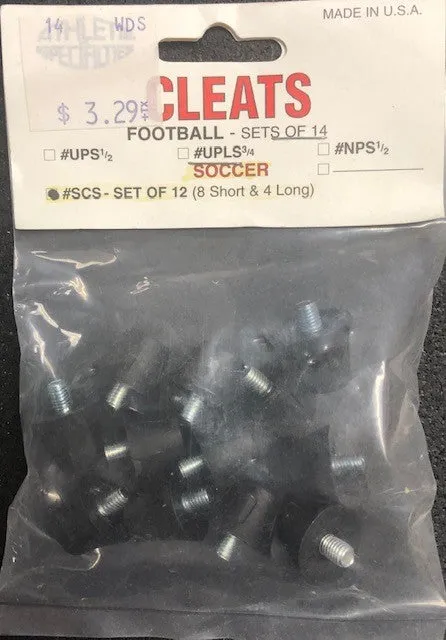 MADE IN U.S.A.
14 WDS
$ 3.29
CLEATS
FOOTBALL - SETS OF 14
#UPS1/2 #UPLS3/4 #NPS1/2
SOCCER
#SCS - SET OF 12 (8 Short & 4 Long)